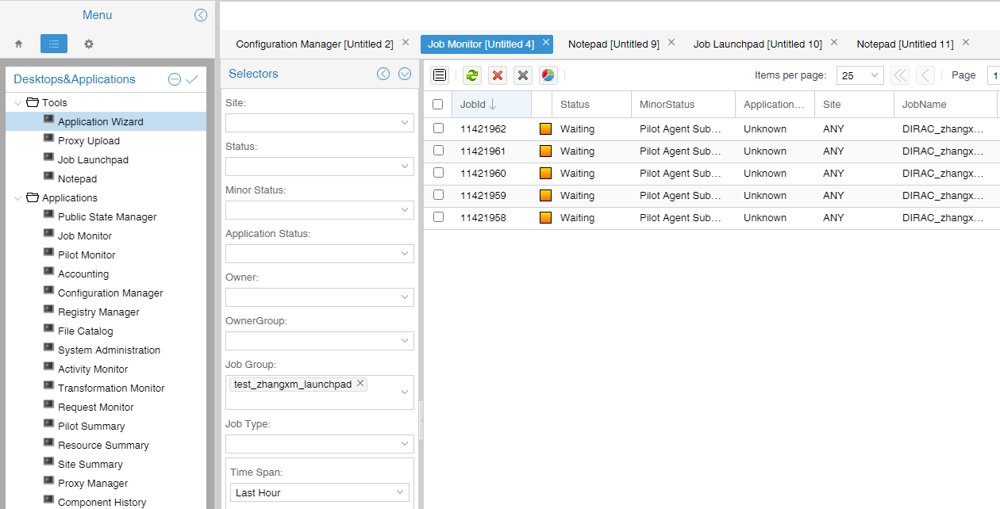 Menu
Desktops&Applications
Tools
Application Wizard
Proxy Upload
Job Launchpad
Notepad
Applications
Public State Manager
Job Monitor
Pilot Monitor
Accounting
Configuration Manager
Registry Manager
File Catalog
System Administration
Activity Monitor
Transformation Monitor
Request Monitor
Pilot Summary
Resource Summary
Site Summary
Proxy Manager
Component History
Configuration Manager [Untitled 2] Job Monitor [Untitled 4] Notepad [Untitled 9] Job Launchpad [Untitled 10] Notepad [Untitled 11]
Selectors
Site:
Status:
Minor Status:
Application Status:
Owner:
OwnerGroup:
Job Group:
test_zhangxm_launchpad
Job Type:
Time Span:
Last Hour
Items per page: 25 Page 1
JobId Status MinorStatus Application... Site JobName
11421962 Waiting Pilot Agent Sub... Unknown ANY DIRAC_zhangx...
11421961 Waiting Pilot Agent Sub... Unknown ANY DIRAC_zhangx...
11421960 Waiting Pilot Agent Sub... Unknown ANY DIRAC_zhangx...
11421959 Waiting Pilot Agent Sub... Unknown ANY DIRAC_zhangx...
11421958 Waiting Pilot Agent Sub... Unknown ANY DIRAC_zhangx...